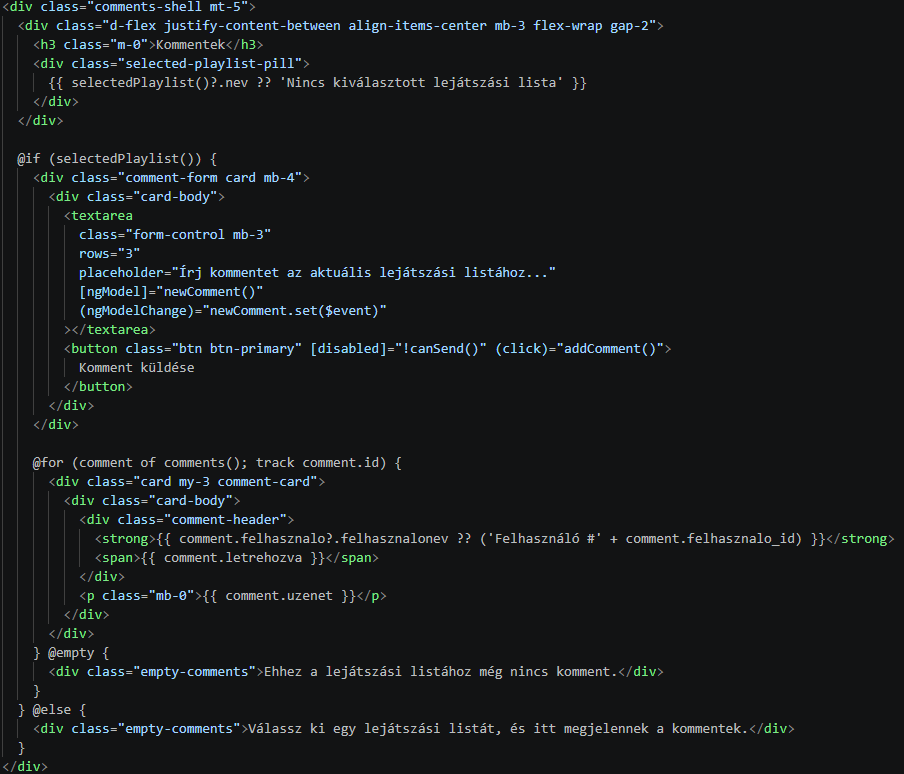 <div class="comments-shell mt-5">
<div class="d-flex justify-content-between align-items-center mb-3 flex-wrap gap-2">
<h3 class="m-0">Kommentek</h3>
<div class="selected-playlist-pill">
{{ selectedPlaylist()?.nev ?? 'Nincs kiválasztott lejátszási lista' }}
</div>
</div>
@if (selectedPlaylist()) {
<div class="comment-form card mb-4">
<div class="card-body">
<textarea
class="form-control mb-3"
rows="3"
placeholder="Írj kommentet az aktuális lejátszási listához..."
[ngModel]="newComment()"
(ngModelChange)="newComment.set($event)"
></textarea>
<button class="btn btn-primary" [disabled]="!canSend()" (click)="addComment()">
Komment küldése
</button>
</div>
</div>
@for (comment of comments(); track comment.id) {
<div class="card my-3 comment-card">
<div class="card-body">
<div class="comment-header">
<strong>{{ comment.felhasznalo?.felhasznalonev ?? ('Felhasználó #' + comment.felhasznalo_id) }}</strong>
<span>{{ comment.letrehozva }}</span>
</div>
<p class="mb-0">{{ comment.uzenet }}</p>
</div>
</div>
} @empty {
<div class="empty-comments">Ehhez a lejátszási listához még nincs komment.</div>
}
} @else {
<div class="empty-comments">Válassz ki egy lejátszási listát, és itt megjelennek a kommentek.</div>
}
</div>